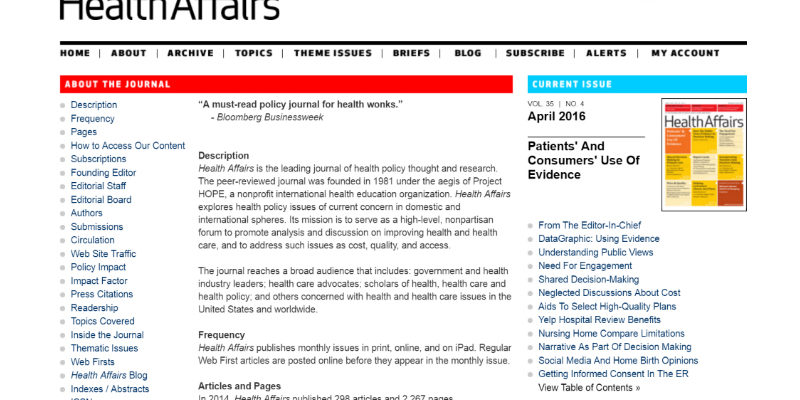 HealthAffairs
HOME | ABOUT | ARCHIVE | TOPICS | THEME ISSUES | BRIEFS | BLOG | SUBSCRIBE | ALERTS | MY ACCOUNT
ABOUT THE JOURNAL
Description
Frequency
Pages
How to Access Our Content
Subscriptions
Founding Editor
Editorial Staff
Editorial Board
Authors
Submissions
Circulation
Web Site Traffic
Policy Impact
Impact Factor
Press Citations
Readership
Topics Covered
Inside the Journal
Thematic Issues
Web Firsts
Health Affairs Blog
Indexes / Abstracts
“A must-read policy journal for health wonks.”
- Bloomberg Businessweek
Description
Health Affairs is the leading journal of health policy thought and research.
The peer-reviewed journal was founded in 1981 under the aegis of Project
HOPE, a nonprofit international health education organization. Health Affairs
explores health policy issues of current concern in domestic and
international spheres. Its mission is to serve as a high-level, nonpartisan
forum to promote analysis and discussion on improving health and health
care, and to address such issues as cost, quality, and access.
The journal reaches a broad audience that includes: government and health
industry leaders; health care advocates; scholars of health, health care and
health policy; and others concerned with health and health care issues in the
United States and worldwide.
Frequency
Health Affairs publishes monthly issues in print, online, and on iPad. Regular
Web First articles are posted online before they appear in the monthly issue.
Articles and Pages
In 2014, Health Affairs published 298 articles and 2,267 pages.
CURRENT ISSUE
VOL. 35 | NO. 4
April 2016
Patients' And
Consumers' Use Of
Evidence
HealthAffairs
From The Editor-In-Chief
DataGraphic: Using Evidence
Understanding Public Views
Need For Engagement
Shared Decision-Making
Neglected Discussions About Cost
Aids To Select High-Quality Plans
Yelp Hospital Review Benefits
Nursing Home Compare Limitations
Narrative As Part Of Decision Making
Social Media And Home Birth Opinions
Getting Informed Consent In The ER
View Table of Contents »